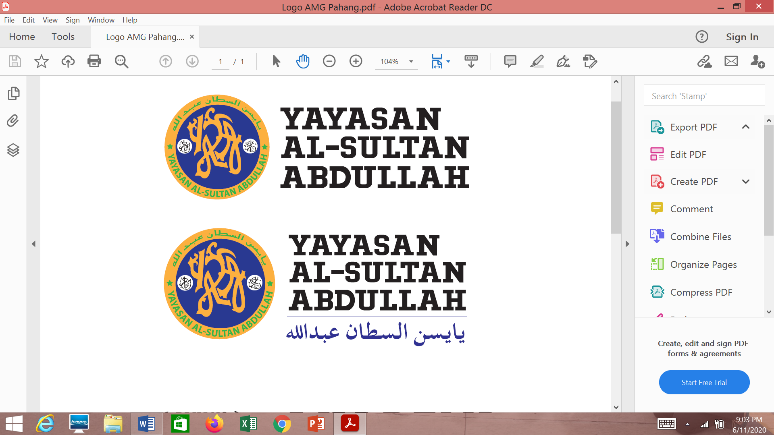 Logo AMG Pahang.pdf - Adobe Acrobat Reader DC
File Edit View Sign Window Help
Home Tools Logo AMG Pahang.... × Sign In
1 / 1 104%
Search 'Stamp'
Export PDF
Edit PDF
Create PDF
Comment
Combine Files
Organize Pages
Compress PDF
Create, edit and sign PDF
forms & agreements
Start Free Trial
YAYASAN AL-SULTAN ABDULLAH
YAYASAN
AL-SULTAN
ABDULLAH
YAYASAN AL-SULTAN ABDULLAH
YAYASAN
AL-SULTAN
ABDULLAH
يايسن السطان عبدالله
9:03 PM
6/11/2020